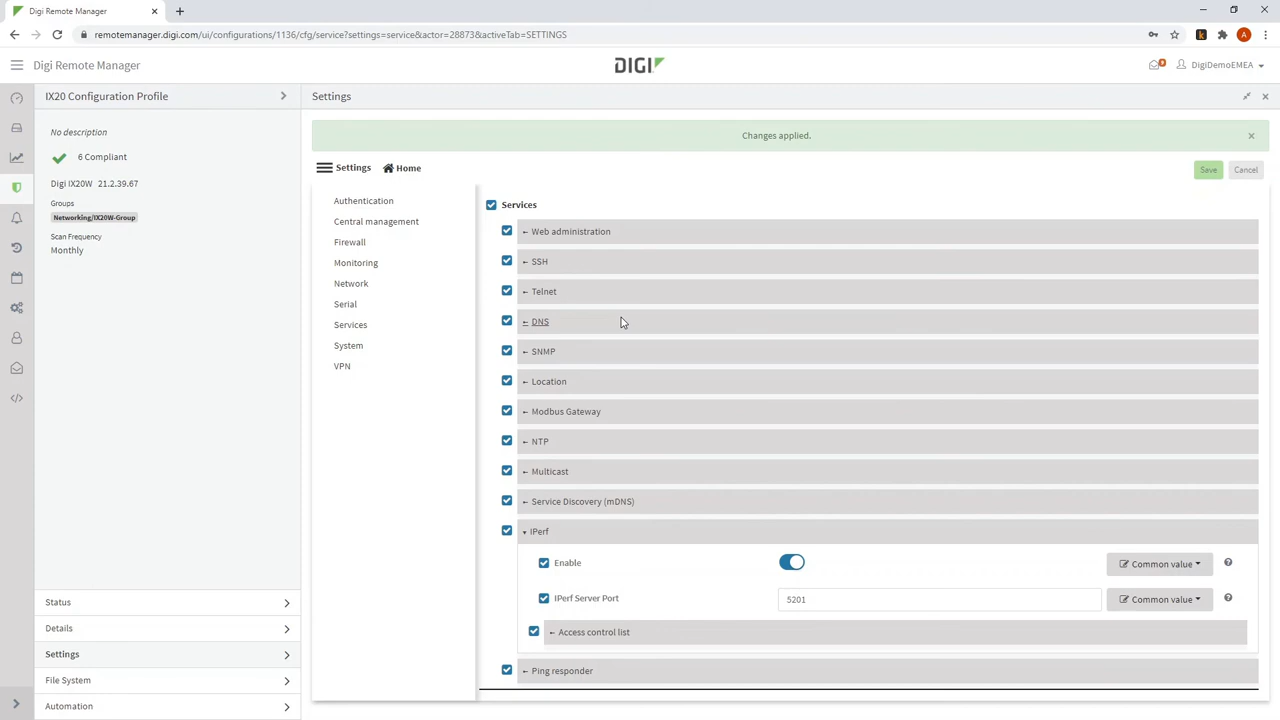 Digi Remote Manager
remotemanager.digi.com/ui/configurations/1136/cfg/service?settings=service&actor=28873&activeTab=SETTINGS
A
Digi Remote Manager
DIGI
DigiDemoEMEA
IX20 Configuration Profile
Settings
No description
6 Compliant
Digi IX20W 21.2.39.67
Groups
Networking/IX20W-Group
Scan Frequency
Monthly
Changes applied.
Settings Home
Save Cancel
Authentication
Central management
Firewall
Monitoring
Network
Serial
Services
System
VPN
Services
Web administration
SSH
Telnet
DNS
SNMP
Location
Modbus Gateway
NTP
Multicast
Service Discovery (mDNS)
IPerf
Enable Common value
IPerf Server Port 5201 Common value
Access control list
Ping responder
Status
Details
Settings
File System
Automation